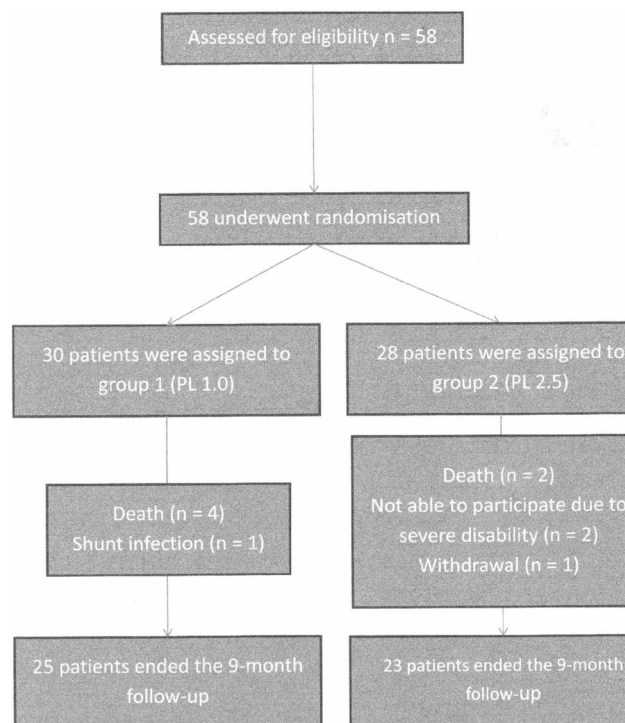 Assessed for eligibility n = 58
58 underwent randomisation
30 patients were assigned to
group 1 (PL 1.0)
28 patients were assigned to
group 2 (PL 2.5)
Death (n = 4)
Shunt infection (n = 1)
Death (n = 2)
Not able to participate due to
severe disability (n = 2)
Withdrawal (n = 1)
25 patients ended the 9-month
follow-up
23 patients ended the 9-month
follow-up